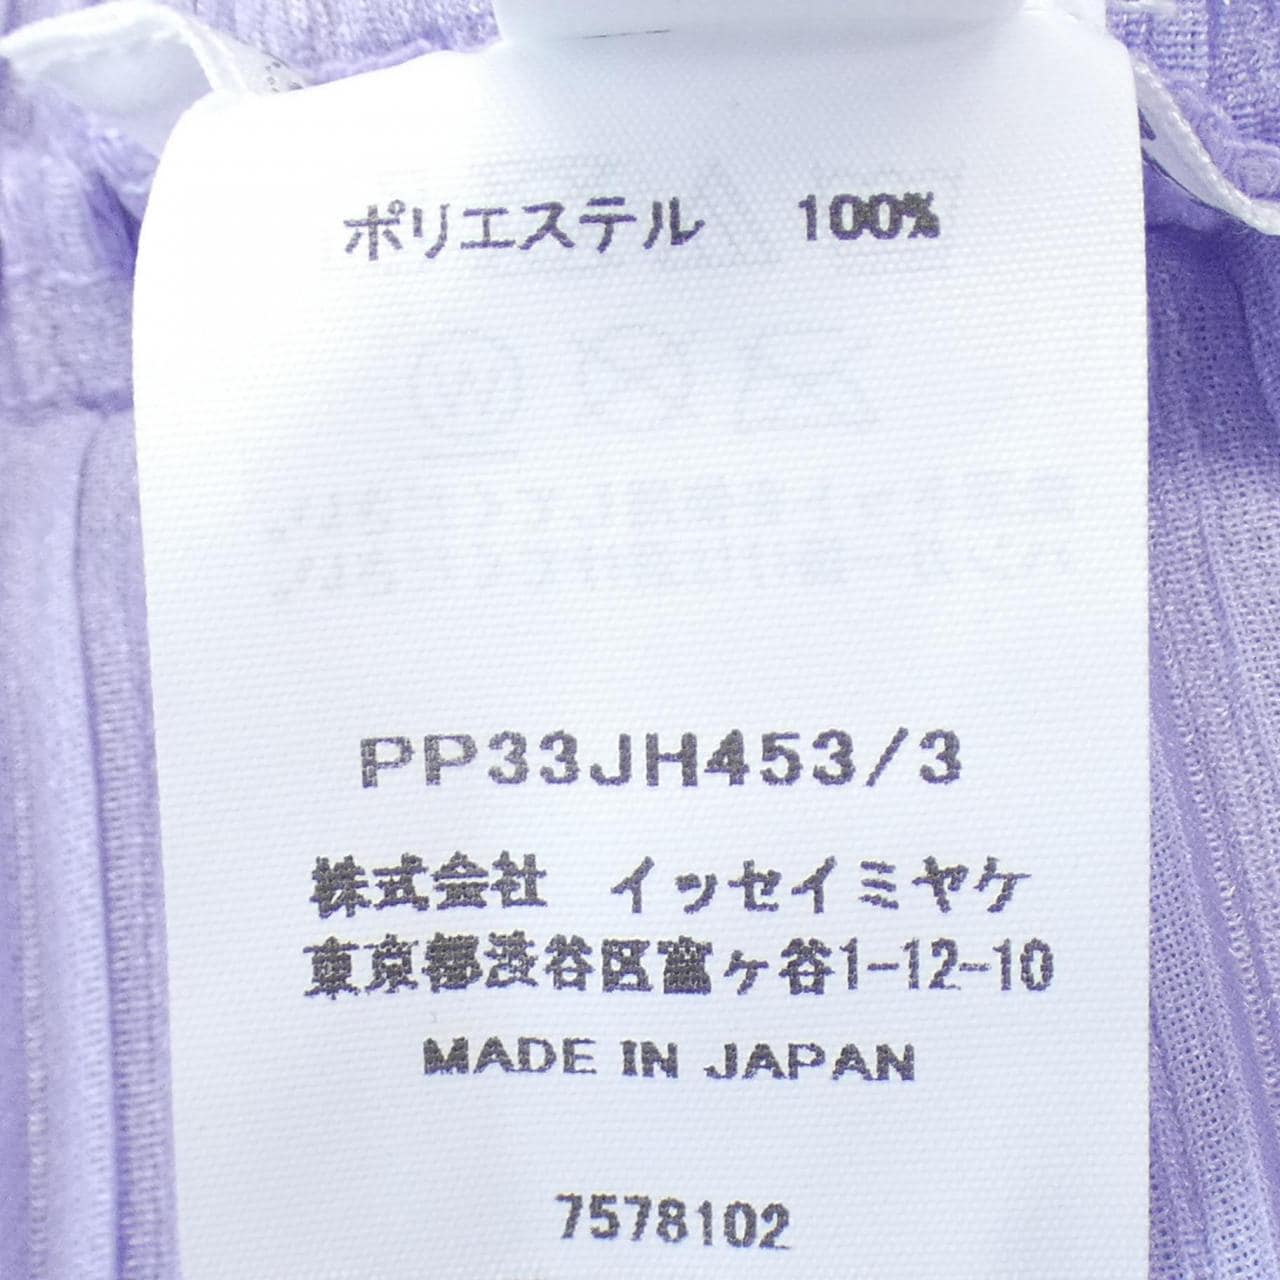 ポリエステル 100%
PP33JH453/3
株式会社 イッセイミヤケ
東京都渋谷区富ヶ谷1-12-10
MADE IN JAPAN
7578102